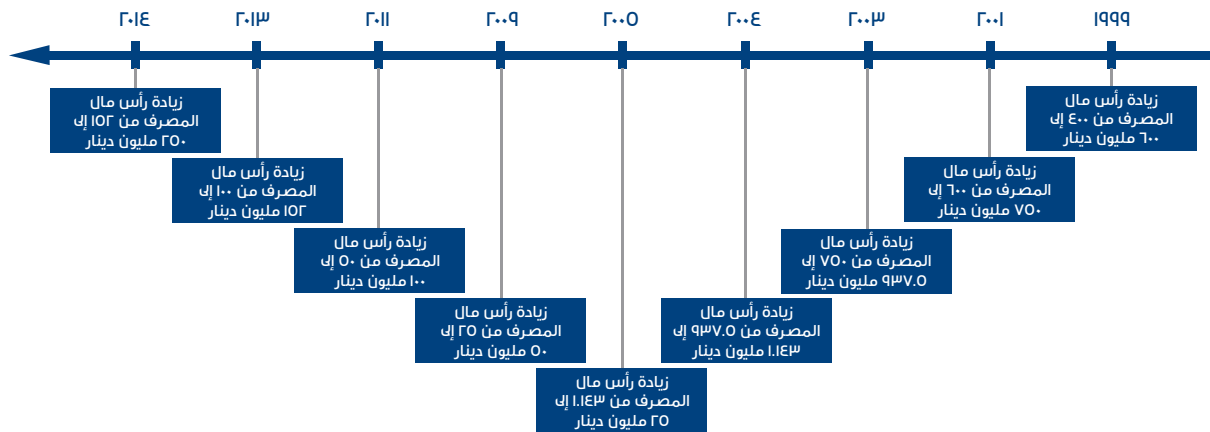 ١٩٩٩
٢٠٠١
٢٠٠٣
٢٠٠٤
٢٠٠٥
٢٠٠٩
٢٠١١
٢٠١٣
٢٠١٤
زيادة رأس مال
المصرف من ٤٠٠ إلى
٦٠٠ مليون دينار
زيادة رأس مال
المصرف من ٦٠٠ إلى
٧٥٠ مليون دينار
زيادة رأس مال
المصرف من ٧٥٠ إلى
٩٣٧.٥ مليون دينار
زيادة رأس مال
المصرف من ٩٣٧.٥ إلى
١.١٤٣ مليون دينار
زيادة رأس مال
المصرف من ١.١٤٣ إلى
٢٥ مليون دينار
زيادة رأس مال
المصرف من ٢٥ إلى
٥٠ مليون دينار
زيادة رأس مال
المصرف من ٥٠ إلى
١٠٠ مليون دينار
زيادة رأس مال
المصرف من ١٠٠ إلى
١٥٢ مليون دينار
زيادة رأس مال
المصرف من ١٥٢ إلى
٢٥٠ مليون دينار